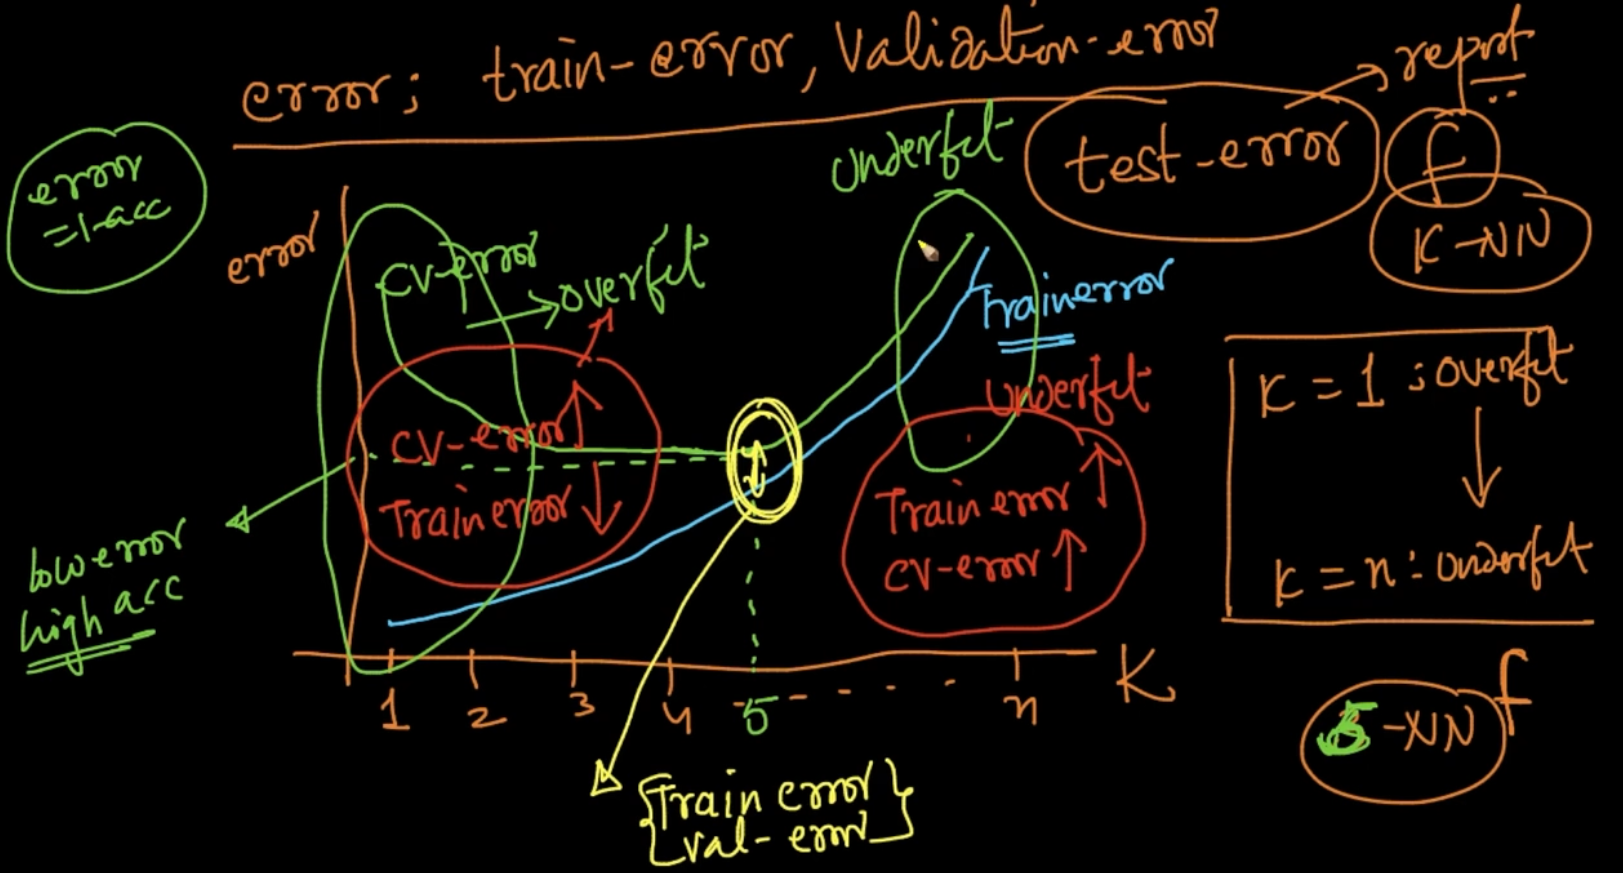 error; train-error, Validation-error
report
test-error
f
K-NN
error
=1-acc
Underfit
error
CV-error
overfit
Train error
Underfit
CV-error ↑
Train error ↓
Train error ↑
CV-error ↑
K = 1 : overfit
K = n : underfit
low error
high acc
1 2 3 4 5 n K
5-NN f
{Train error}
{val-error}